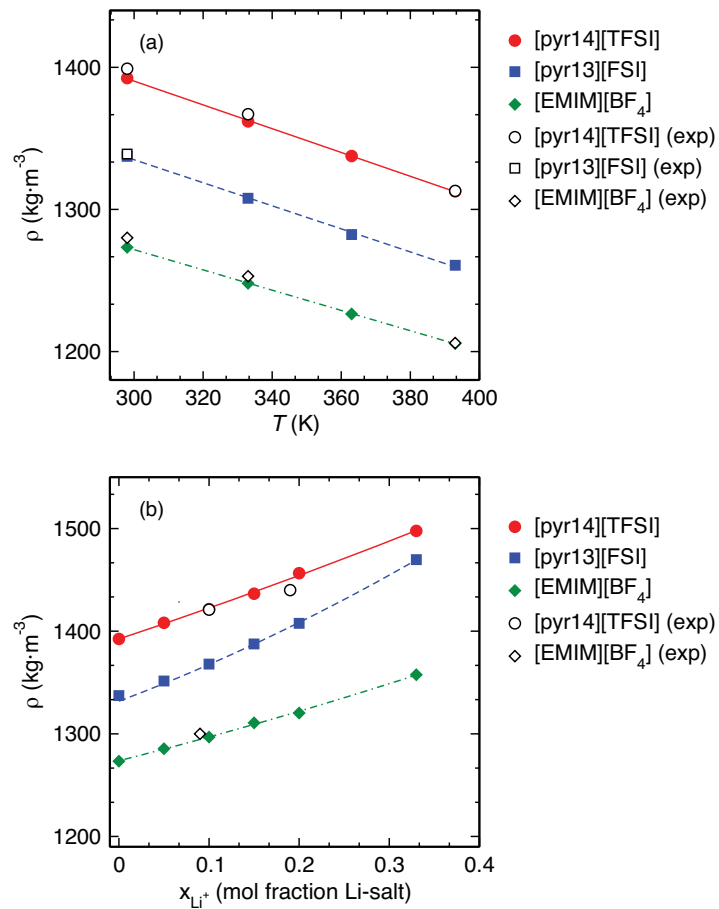 (a)
1400
1300
1200
ρ (kg·m⁻³)
300 320 340 360 380 400
T (K)
[pyr14][TFSI]
[pyr13][FSI]
[EMIM][BF₄]
[pyr14][TFSI] (exp)
[pyr13][FSI] (exp)
[EMIM][BF₄] (exp)
(b)
1500
1400
1300
1200
ρ (kg·m⁻³)
0 0.1 0.2 0.3 0.4
x_Li⁺ (mol fraction Li-salt)
[pyr14][TFSI]
[pyr13][FSI]
[EMIM][BF₄]
[pyr14][TFSI] (exp)
[EMIM][BF₄] (exp)